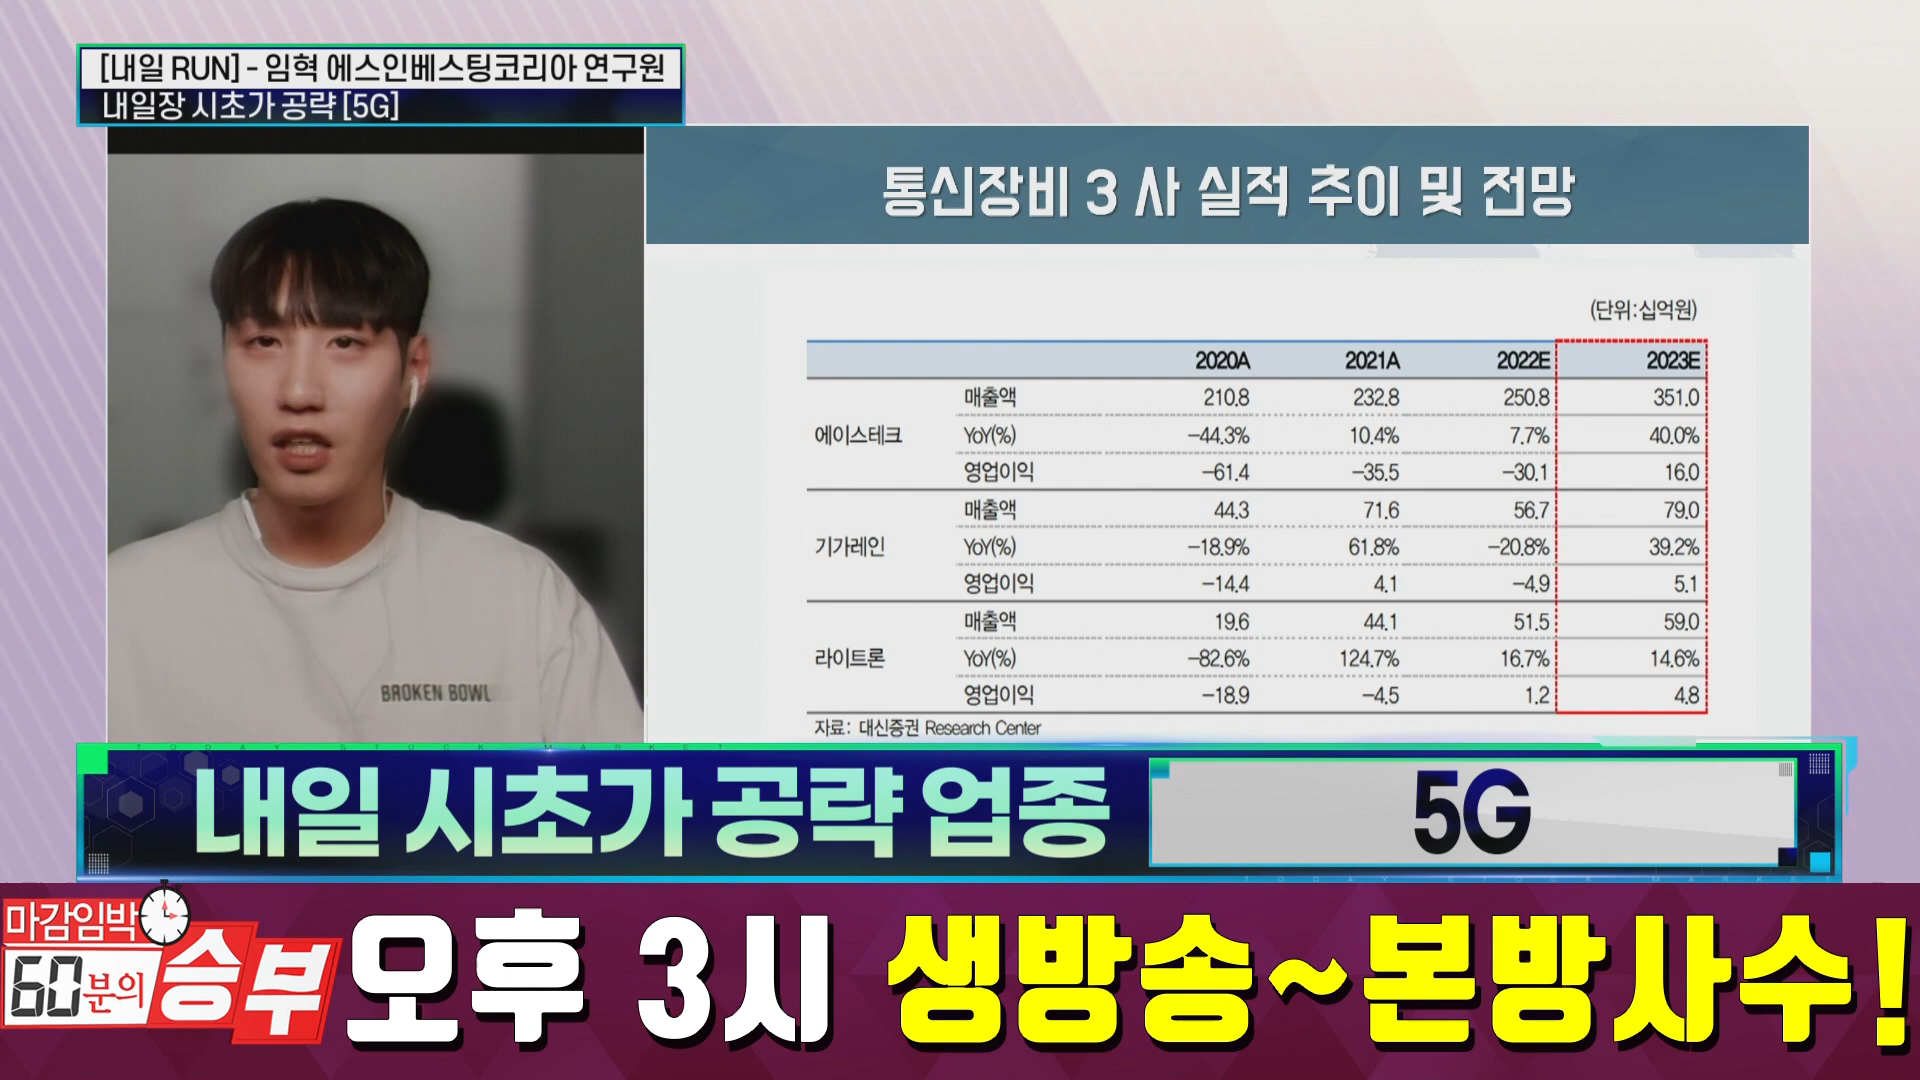 [내일 RUN] - 임혁 에스인베스팅코리아 연구원
내일장 시초가 공략 [5G]
통신장비 3 사 실적 추이 및 전망
(단위:십억원)
2020A 2021A 2022E 2023E
매출액 210.8 232.8 250.8 351.0
에이스테크 YoY(%) -44.3% 10.4% 7.7% 40.0%
영업이익 -61.4 -35.5 -30.1 16.0
매출액 44.3 71.6 56.7 79.0
기가레인 YoY(%) -18.9% 61.8% -20.8% 39.2%
영업이익 -14.4 4.1 -4.9 5.1
매출액 19.6 44.1 51.5 59.0
라이트론 YoY(%) -82.6% 124.7% 16.7% 14.6%
영업이익 -18.9 -4.5 1.2 4.8
자료: 대신증권 Research Center
BROKEN BOWL
TODAY STOCK MARKET
내일 시초가 공략 업종 5G
TODAY STOCK MARKET
마감임박
60분의 승부
오후 3시 생방송~본방사수!